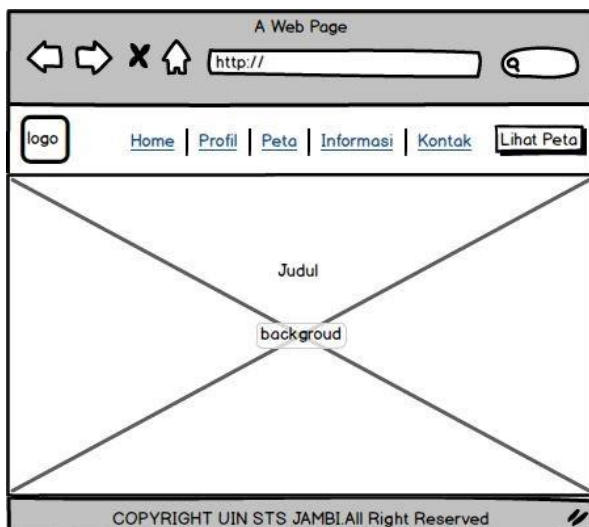 A Web Page
http://
logo Home Profil Peta Informasi Kontak Lihat Peta
Judul
backgroud
COPYRIGHT UIN STS JAMBI.All Right Reserved